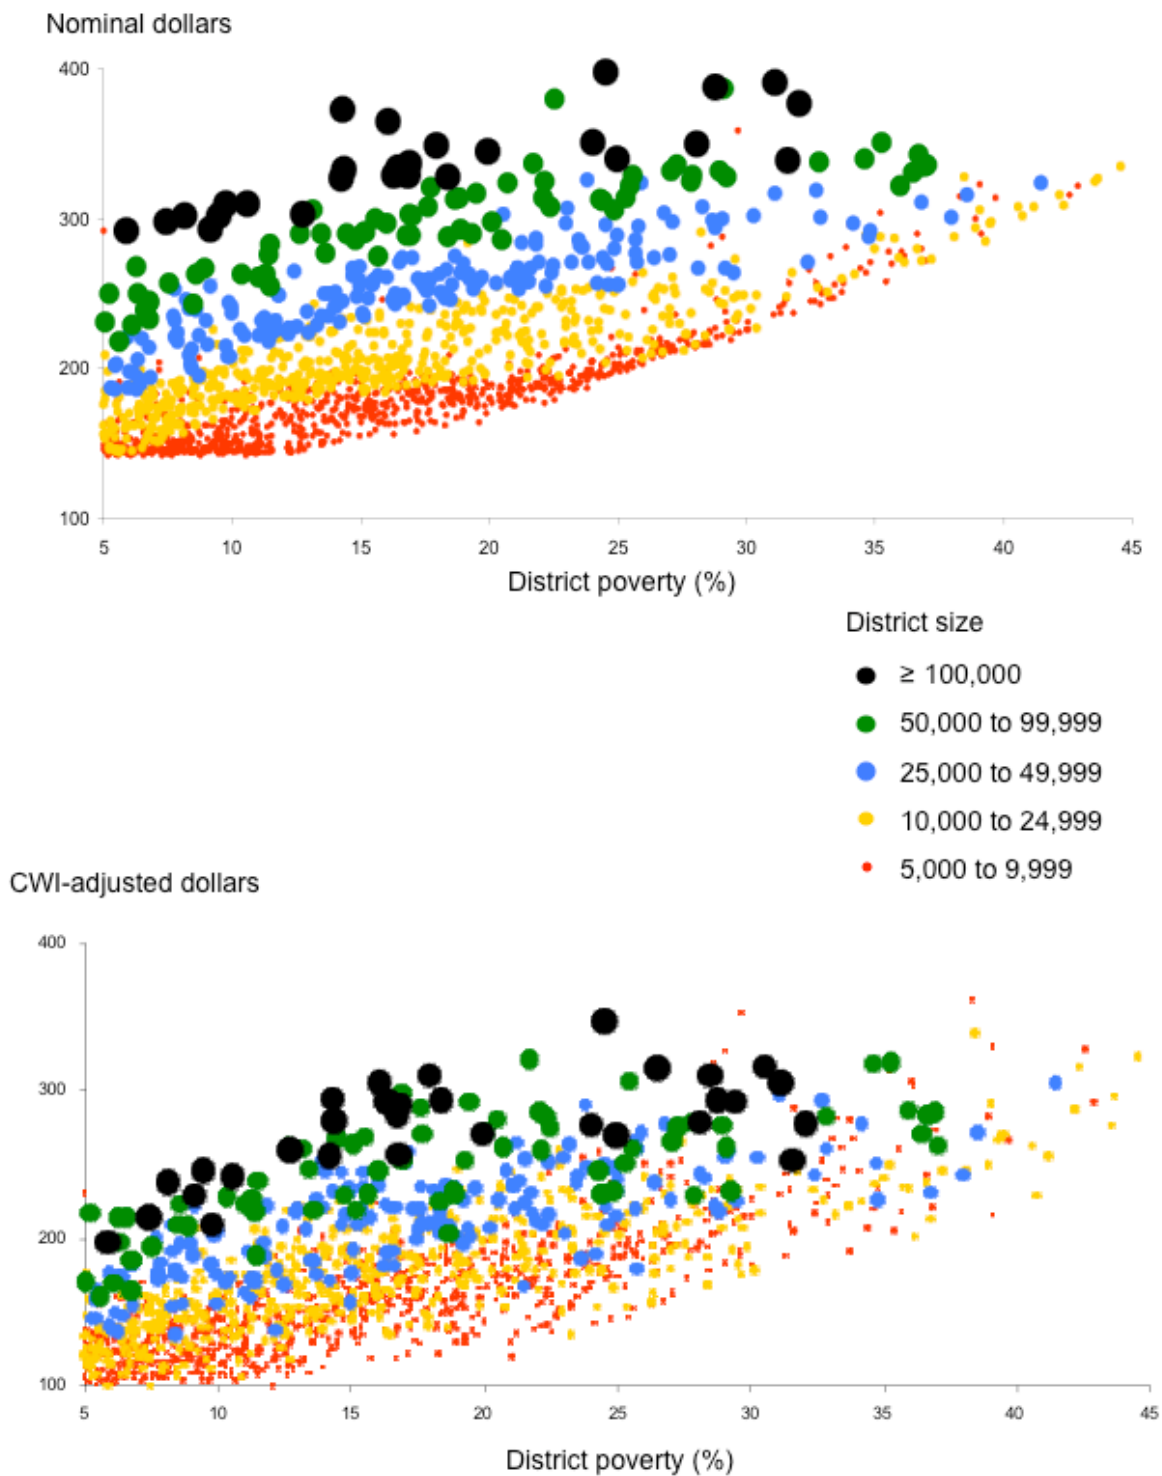 Nominal dollars
400
300
200
100
5 10 15 20 25 30 35 40 45
District poverty (%)
District size
≥ 100,000
50,000 to 99,999
25,000 to 49,999
10,000 to 24,999
5,000 to 9,999
CWI-adjusted dollars
400
300
200
100
5 10 15 20 25 30 35 40 45
District poverty (%)